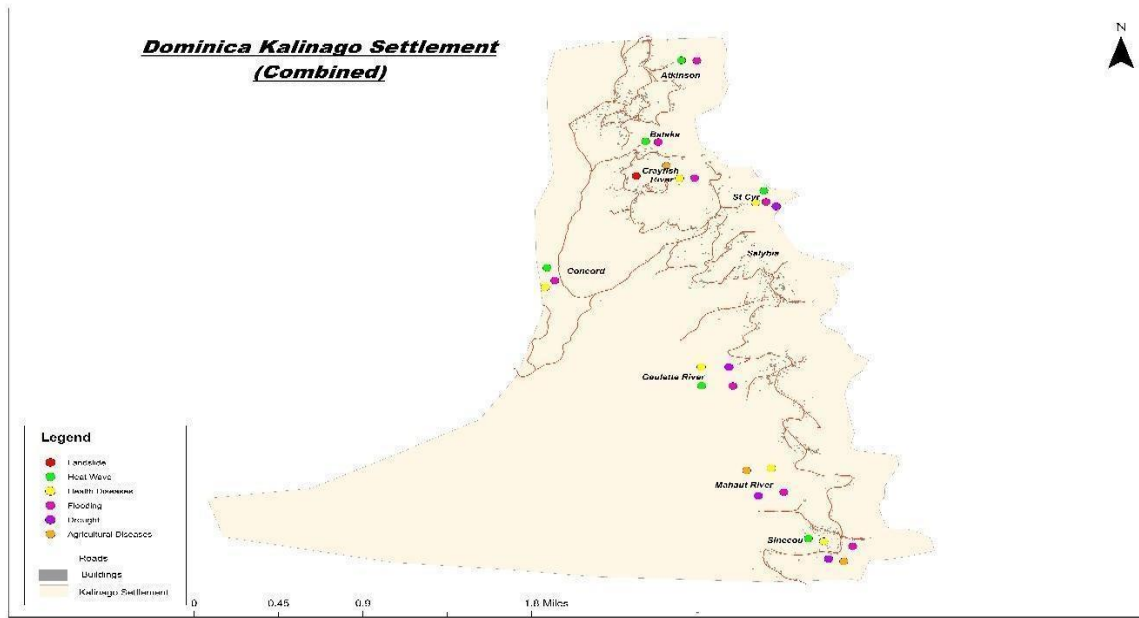 Dominica Kalinago Settlement
(Combined)
N
Atkinson
Bataka
Crayfish
River
St Cyr
Salybia
Concord
Gaulette River
Mahaut River
Sinecou
Legend
Landslide
Heat Wave
Health Diseases
Flooding
Drought
Agricultural Diseases
Roads
Buildings
Kalinago Settlement
0 0.45 0.9 1.8 Miles